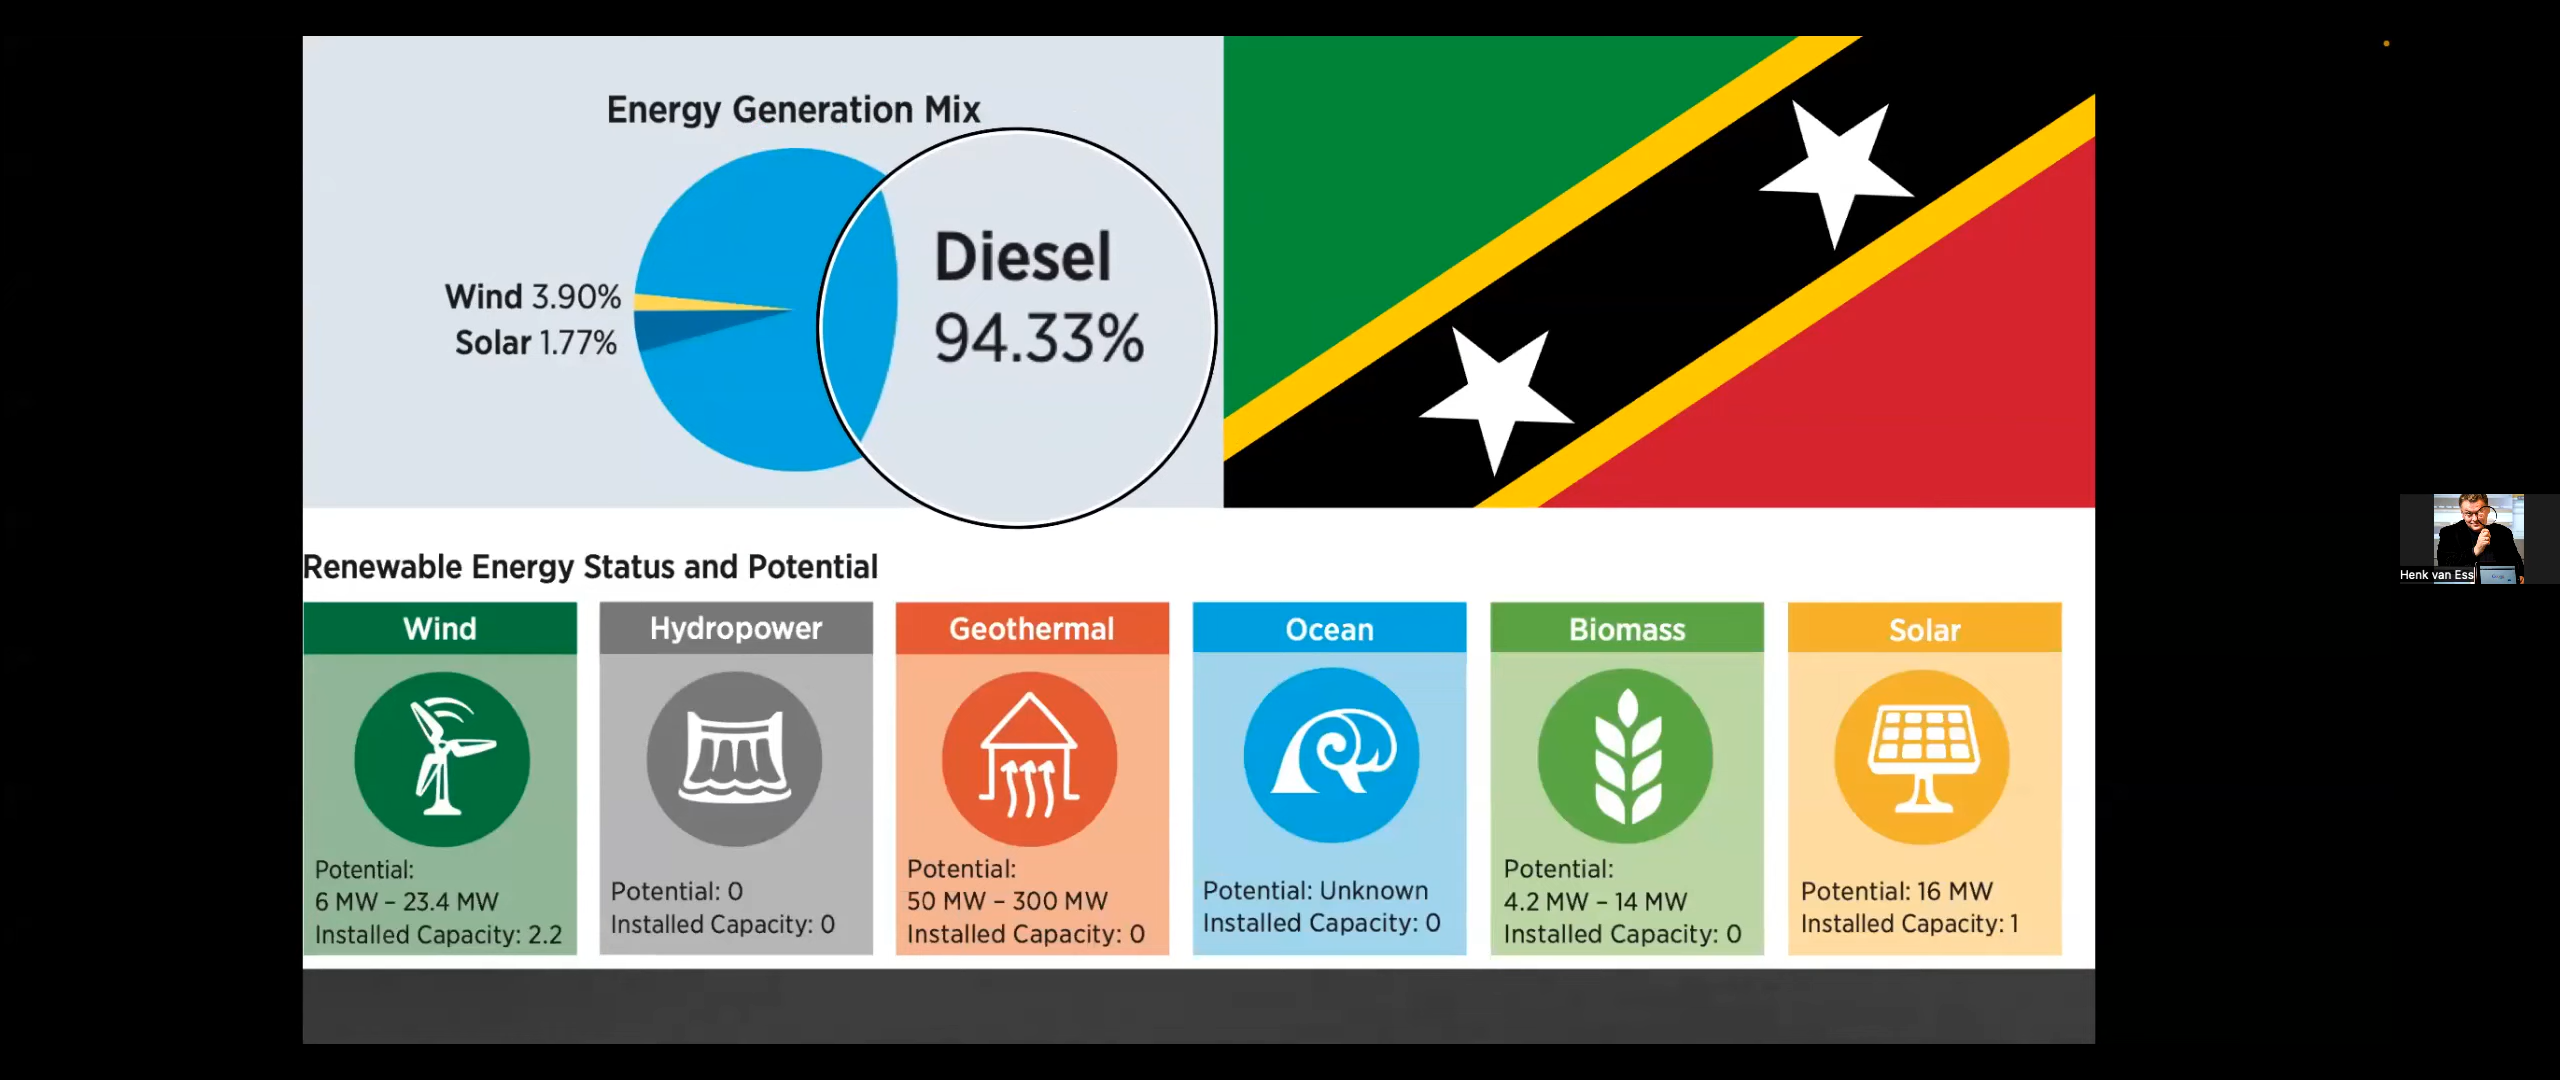 Energy Generation Mix
Diesel
94.33%
Wind 3.90%
Solar 1.77%
Renewable Energy Status and Potential
Wind
Potential:
6 MW – 23.4 MW
Installed Capacity: 2.2
Hydropower
Potential: 0
Installed Capacity: 0
Geothermal
Potential:
50 MW – 300 MW
Installed Capacity: 0
Ocean
Potential: Unknown
Installed Capacity: 0
Biomass
Potential:
4.2 MW – 14 MW
Installed Capacity: 0
Solar
Potential: 16 MW
Installed Capacity: 1
Henk van Ess